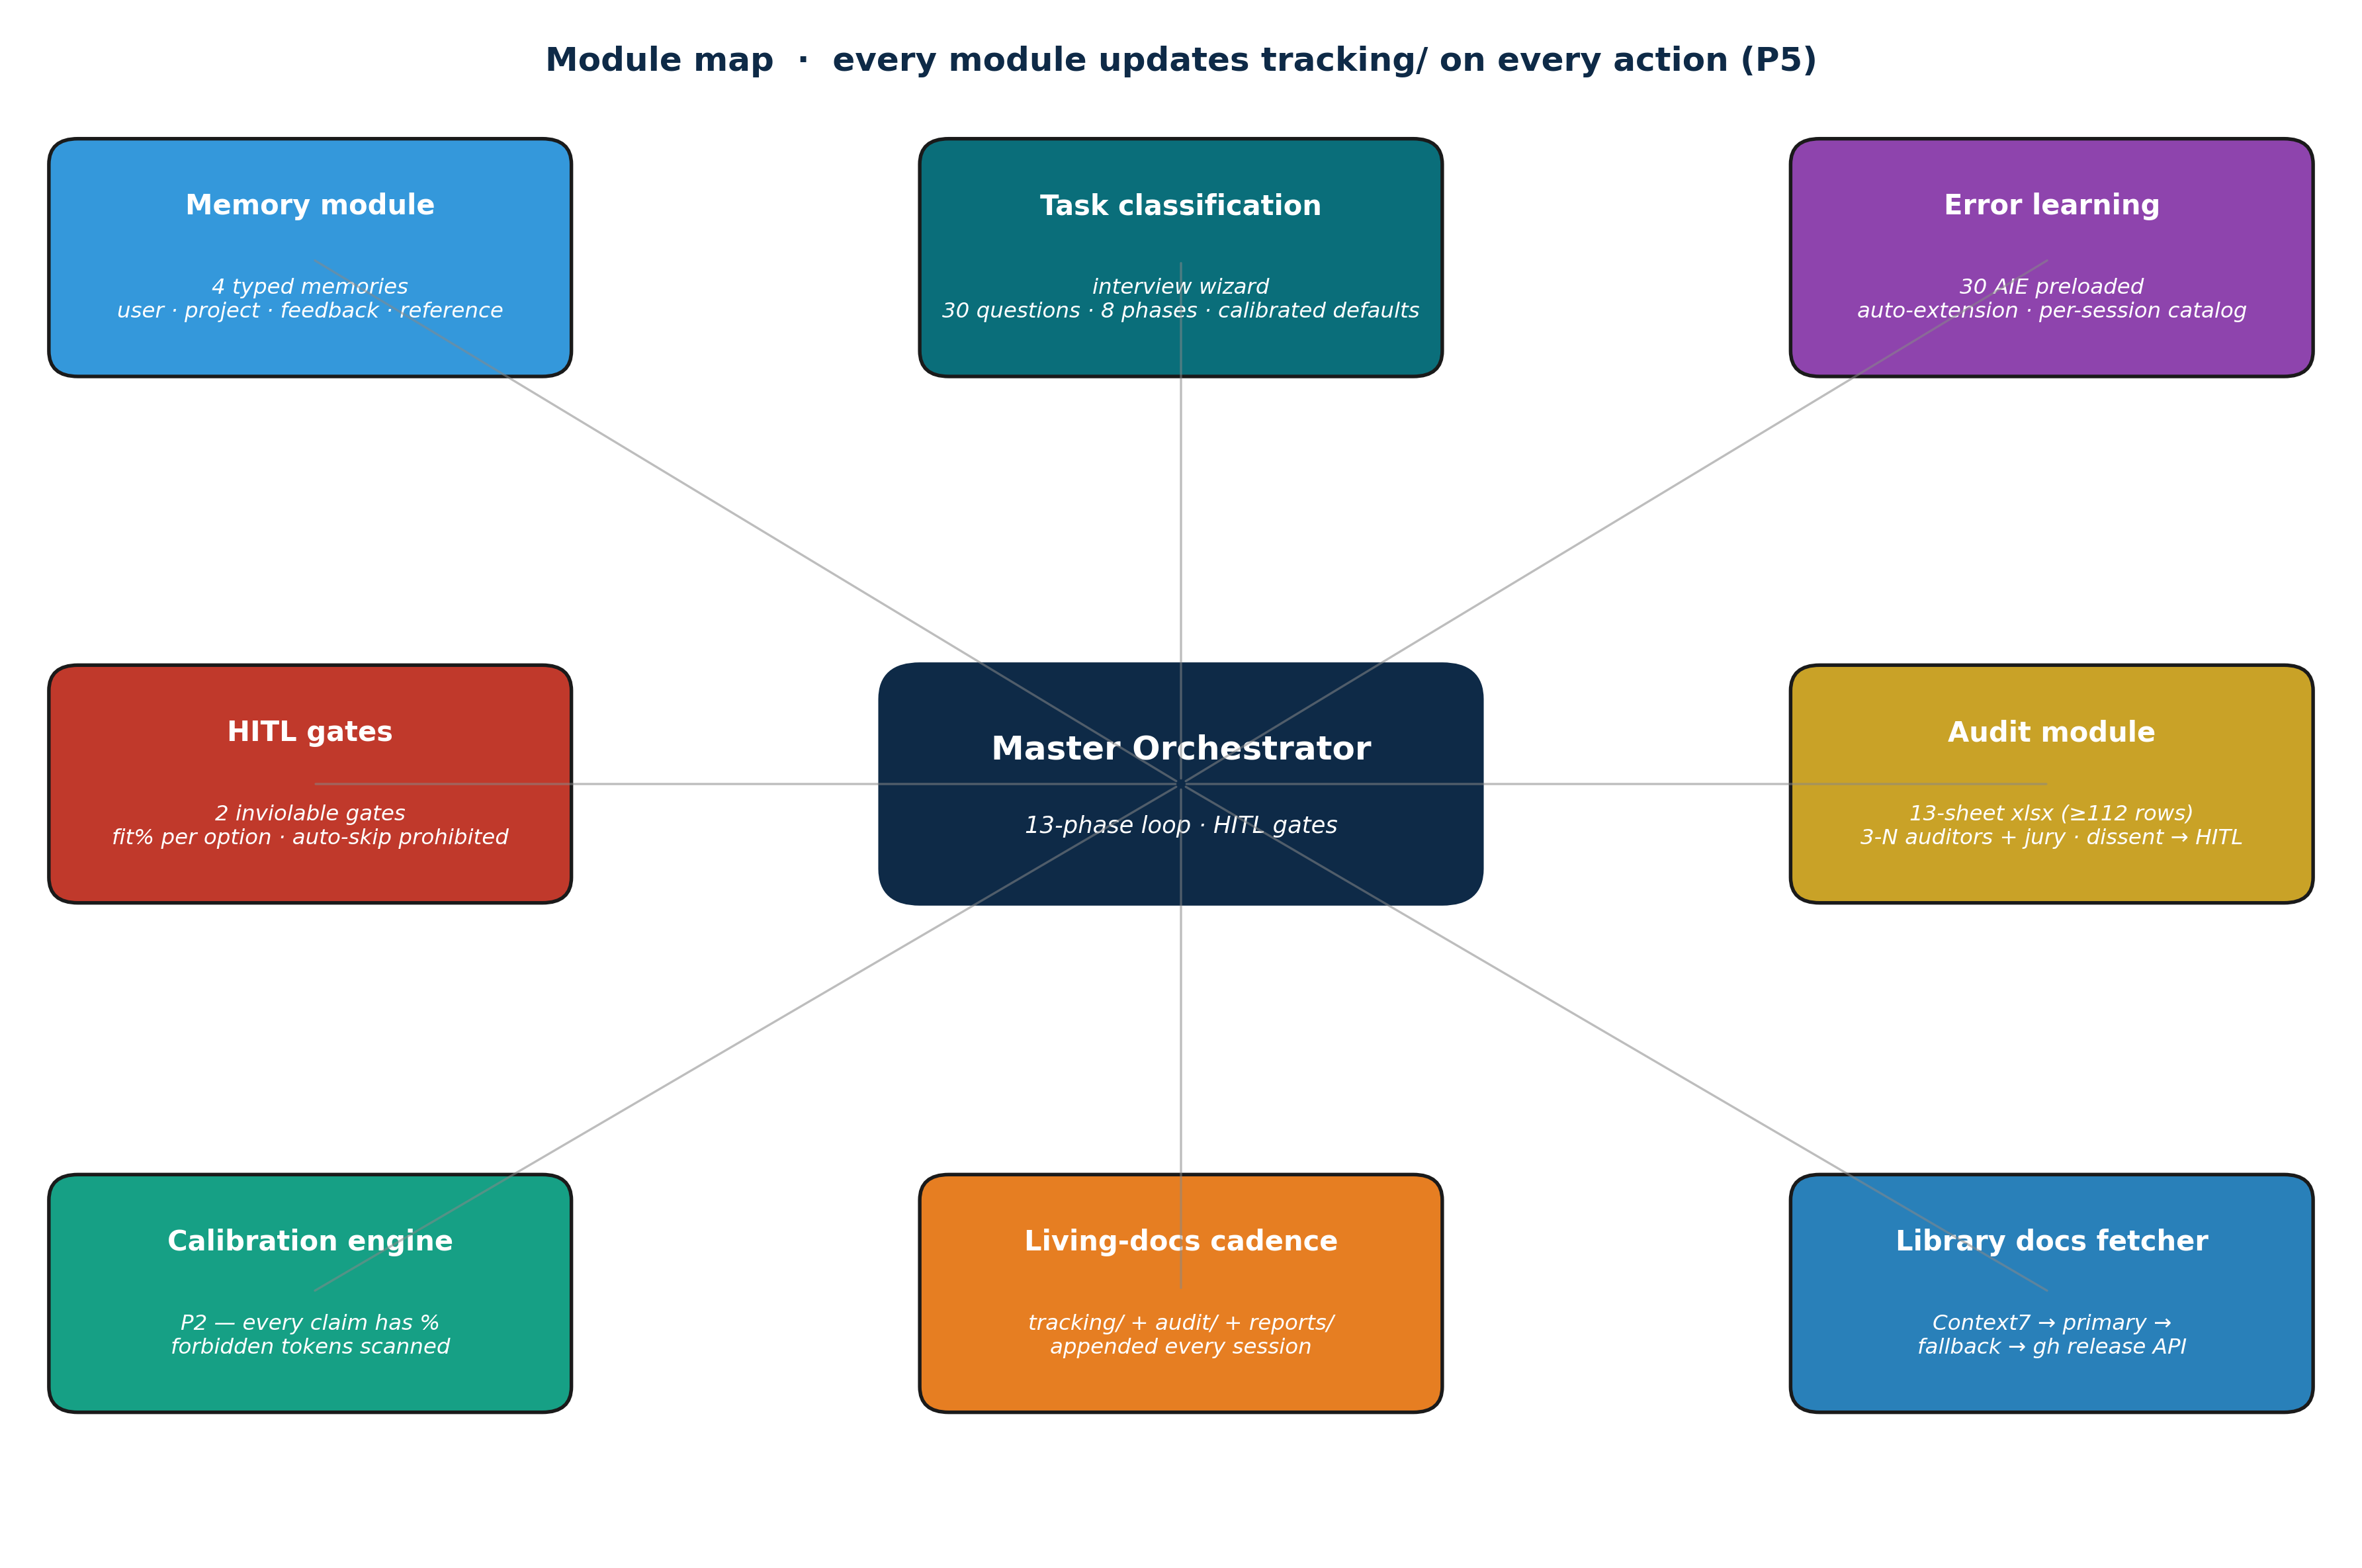 Module map · every module updates tracking/ on every action (P5)
Memory module
4 typed memories
user · project · feedback · reference
Task classification
interview wizard
30 questions · 8 phases · calibrated defaults
Error learning
30 AIE preloaded
auto-extension · per-session catalog
HITL gates
2 inviolable gates
fit% per option · auto-skip prohibited
Master Orchestrator
13-phase loop · HITL gates
Audit module
13-sheet xlsx (≥112 rows)
3-N auditors + jury · dissent → HITL
Calibration engine
P2 — every claim has %
forbidden tokens scanned
Living-docs cadence
tracking/ + audit/ + reports/
appended every session
Library docs fetcher
Context7 → primary →
fallback → gh release API